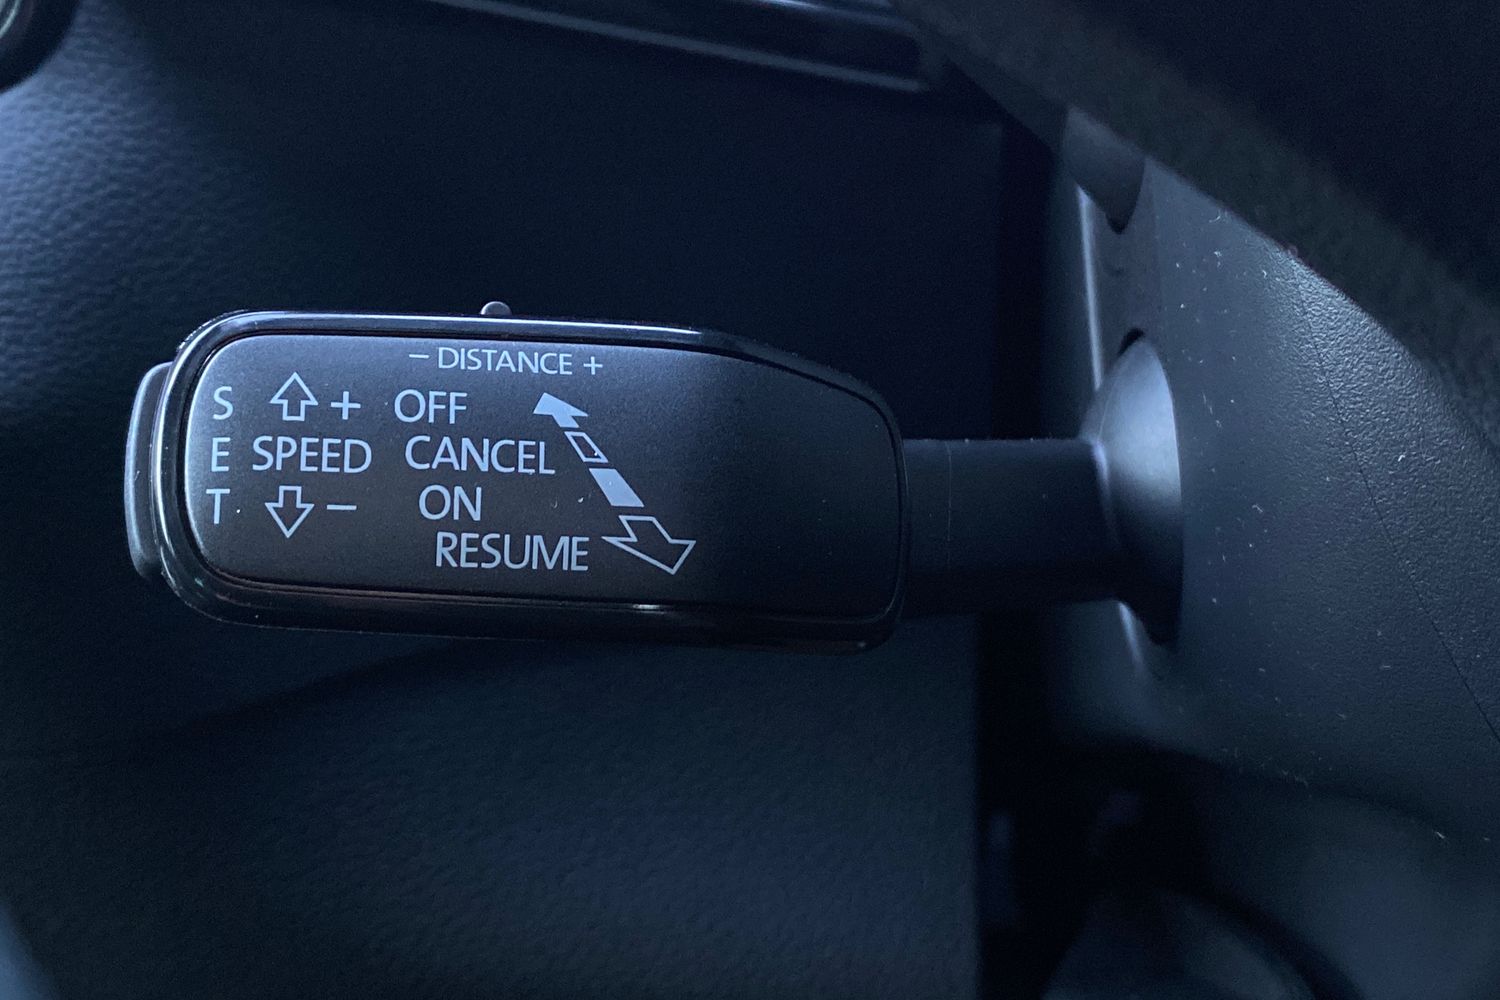 – DISTANCE +
S + OFF
E SPEED CANCEL
T – ON
RESUME